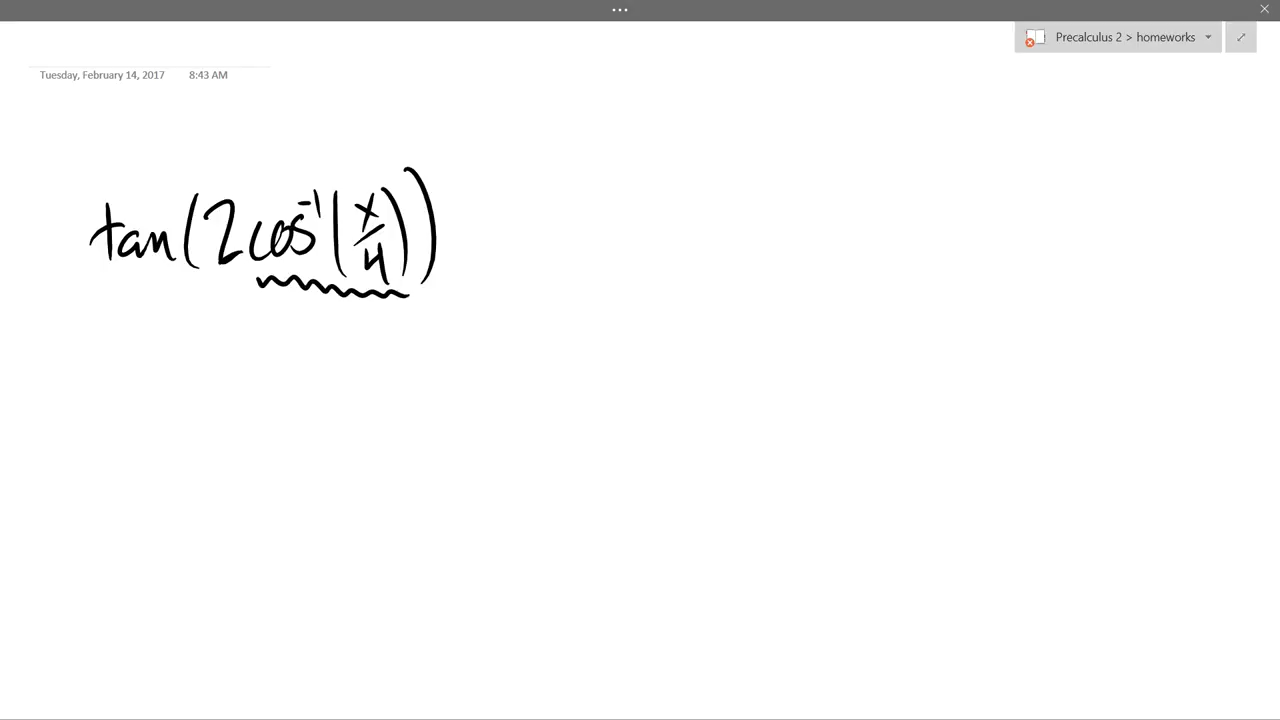 ...
Precalculus 2 > homeworks
Tuesday, February 14, 2017 8:43 AM
tan(2cos⁻¹(x/4))